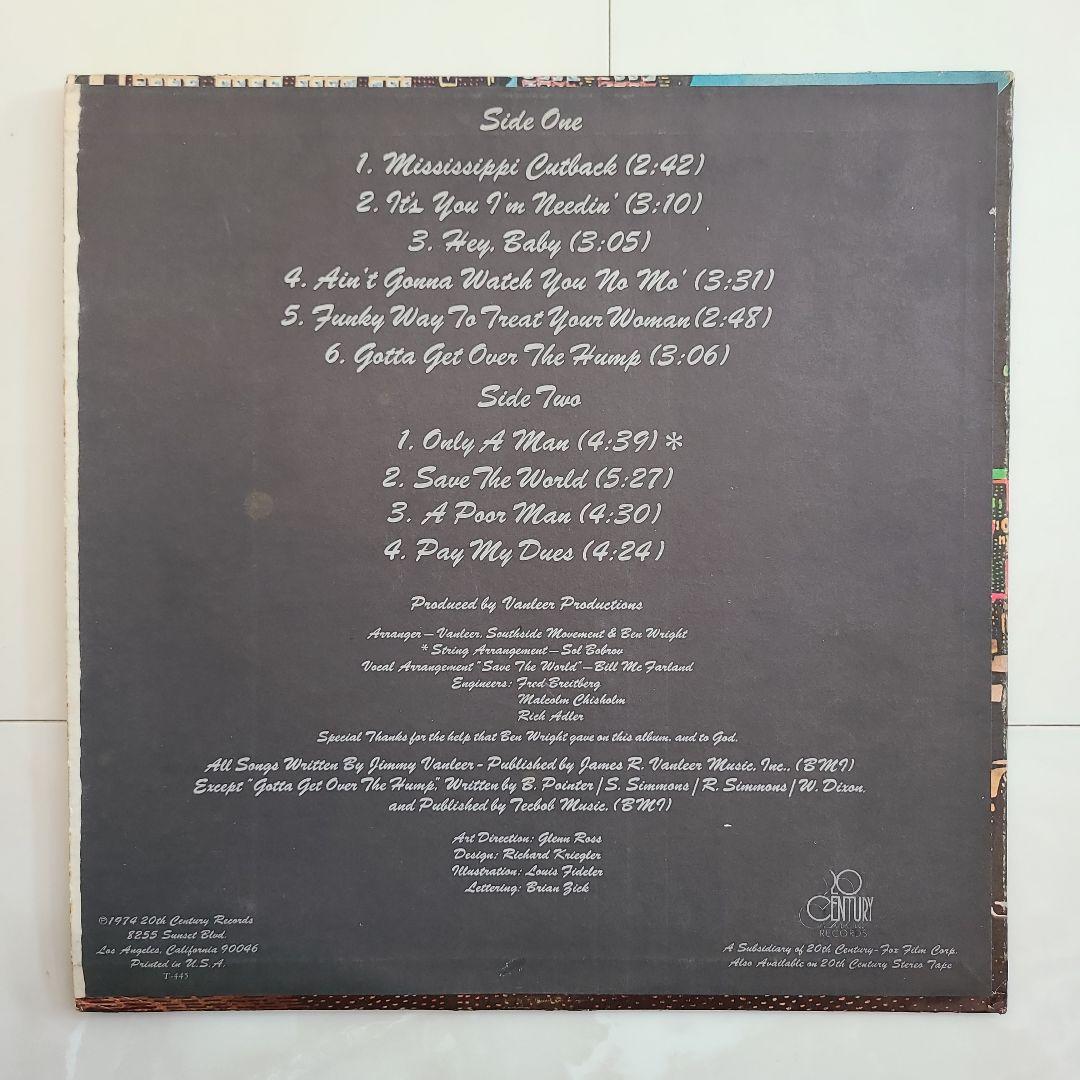 Side One
1. Mississippi Cutback (2:42)
2. It's You I'm Needin' (3:10)
3. Hey, Baby (3:05)
4. Ain't Gonna Watch You No Mo' (3:31)
5. Funky Way To Treat Your Woman (2:48)
6. Gotta Get Over The Hump (3:06)
Side Two
1. Only A Man (4:39) *
2. Save The World (5:27)
3. A Poor Man (4:30)
4. Pay My Dues (4:24)
Produced by Vanleer Productions
Arranger — Vanleer, Southside Movement & Ben Wright
* String Arrangement — Sol Bobrov
Vocal Arrangement "Save The World" — Bill Mc Farland
Engineers: Fred Breitberg
Malcolm Chisholm
Rich Adler
Special Thanks for the help that Ben Wright gave on this album, and to God.
All Songs Written By Jimmy Vanleer - Published by James R. Vanleer Music, Inc., (BMI)
Except "Gotta Get Over The Hump," Written by B. Pointer / S. Simmons / R. Simmons / W. Dixon,
and Published by Tecbob Music, (BMI)
Art Direction: Glenn Ross
Design: Richard Kriegler
Illustration: Louis Fideler
Lettering: Brian Zick
20
CENTURY
RECORDS
℗1974 20th Century Records
8255 Sunset Blvd.
Los Angeles, California 90046
Printed in U.S.A.
T-445
A Subsidiary of 20th Century-Fox Film Corp.
Also Available on 20th Century Stereo Tape